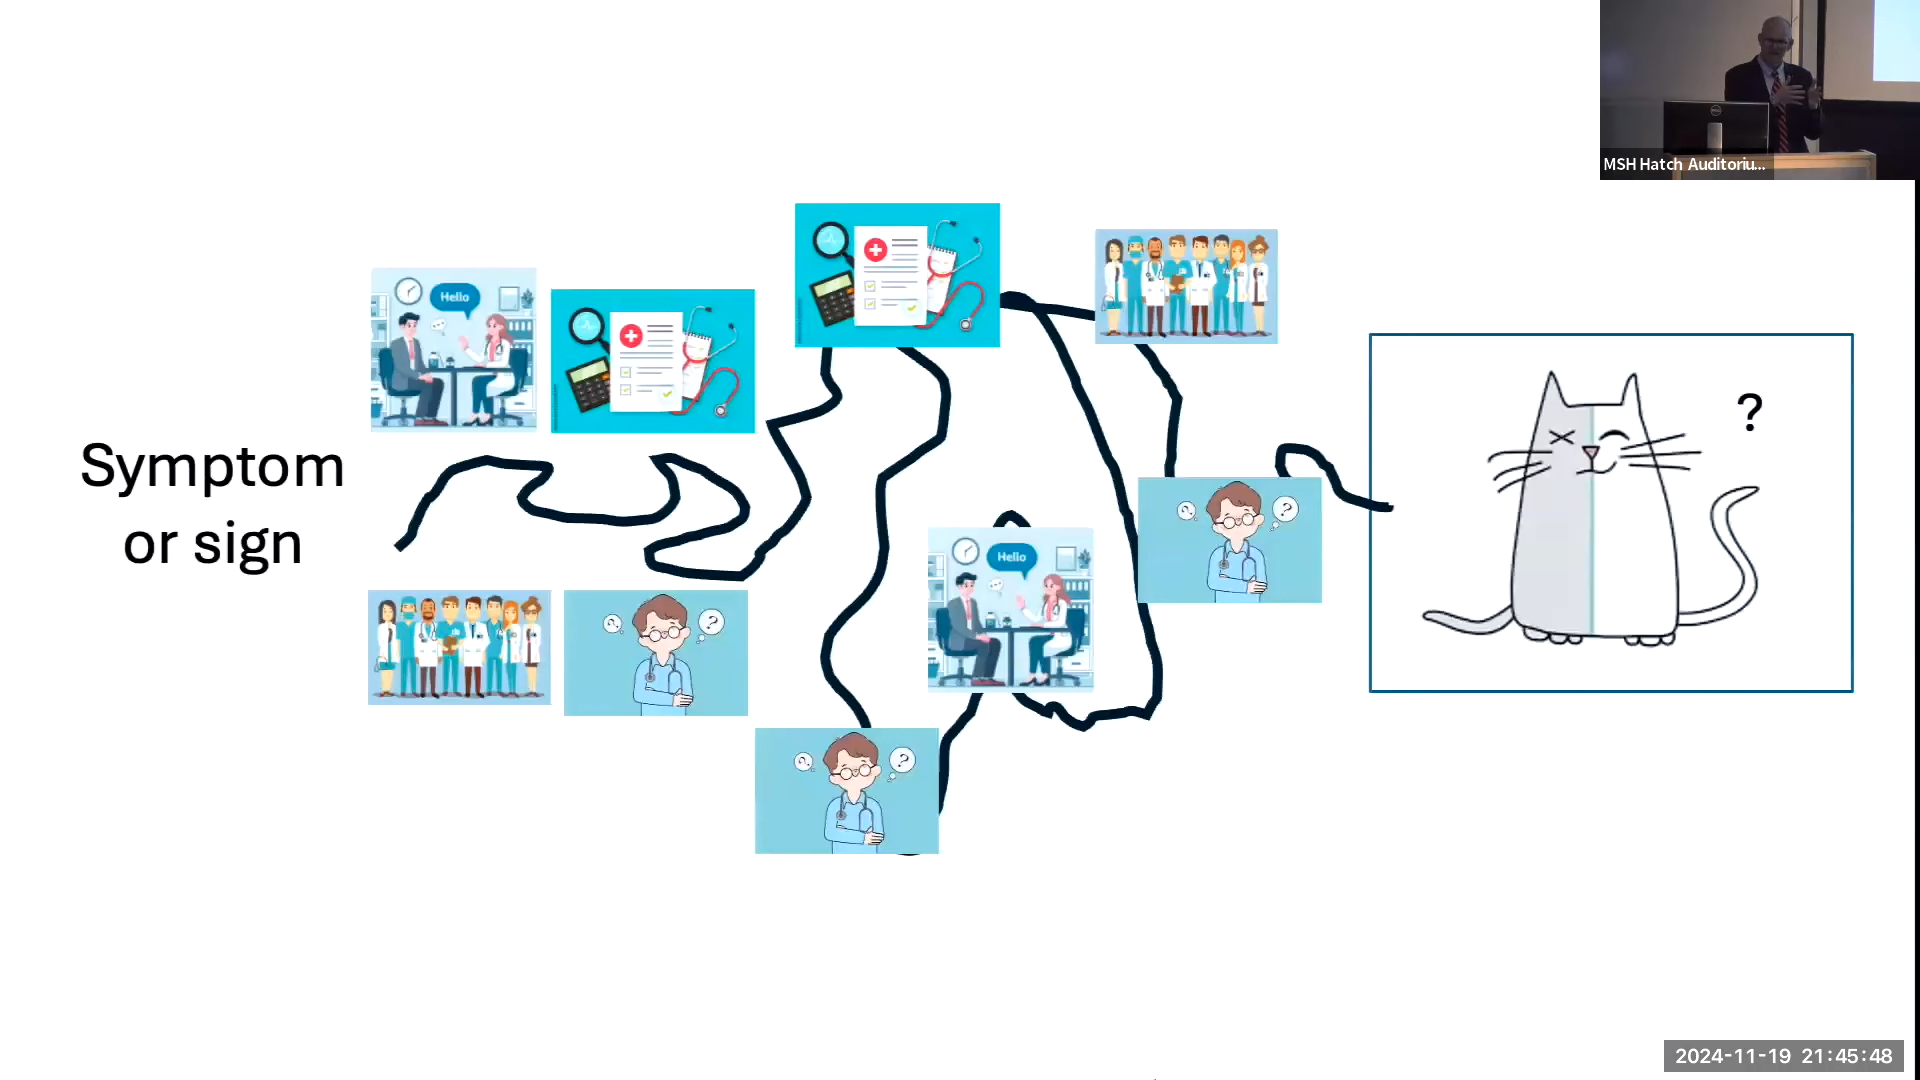 MSH Hatch Auditoriu...
Hello
?
Symptom
or sign
? ?
Hello
? ?
? ?
2024-11-19 21:45:48